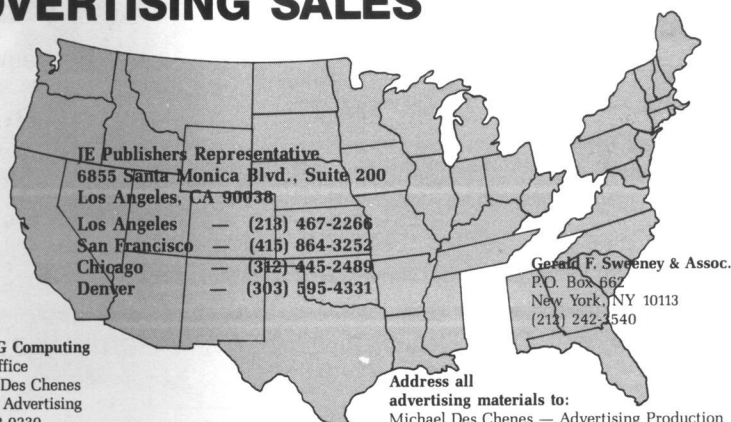 ADVERTISING SALES
JE Publishers Representative
6855 Santa Monica Blvd., Suite 200
Los Angeles, CA 90038
Los Angeles — (213) 467-2266
San Francisco — (415) 864-3252
Chicago — (312) 445-2489
Denver — (303) 595-4331
Gerald F. Sweeney & Assoc.
P.O. Box 662
New York, NY 10113
(212) 242-3540
G Computing
Des Chenes
Advertising
Address all
advertising materials to:
Michael Des Chenes — Advertising Production